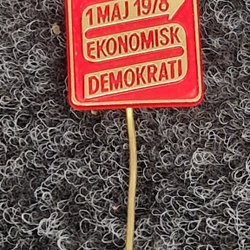 1 MAJ 1978
EKONOMISK
DEMOKRATI